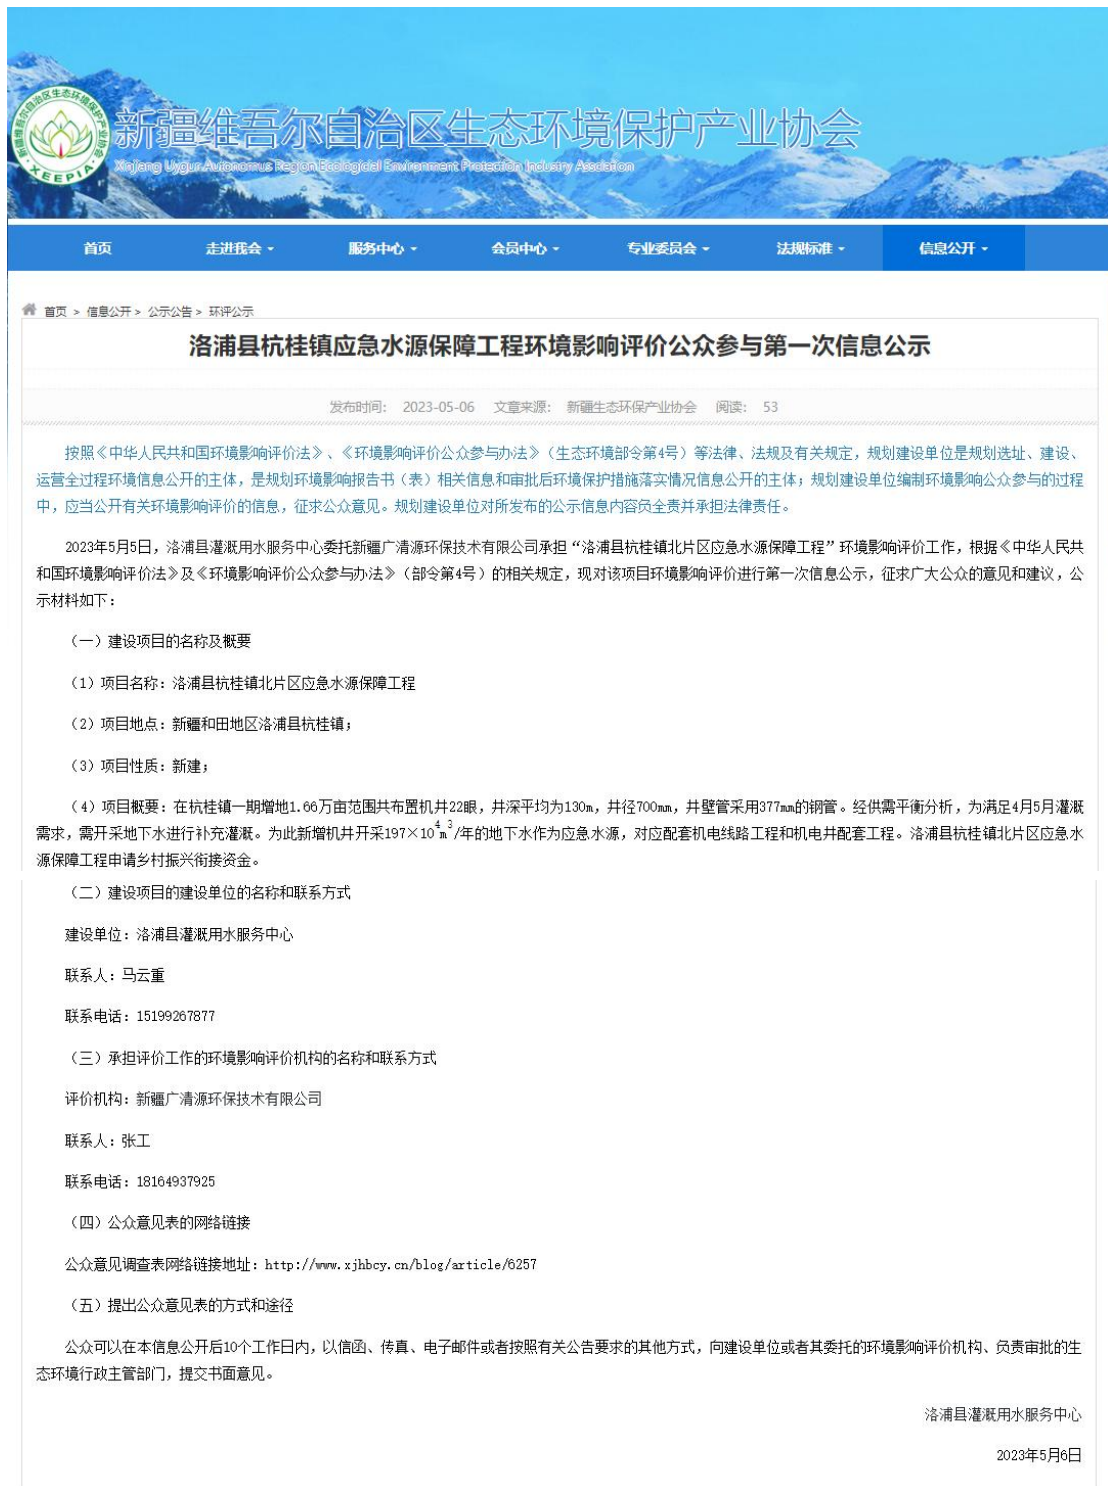 新疆维吾尔自治区生态环境保护产业协会
XEEPIA
新疆维吾尔自治区生态环境保护产业协会
Xinjiang Uygur Autonomus Region Ecologicial Environment Protection Industry Assciation
首页 走进我会 服务中心 会员中心 专业委员会 法规标准 信息公开
首页 > 信息公开 > 公示公告 > 环评公示
洛浦县杭桂镇应急水源保障工程环境影响评价公众参与第一次信息公示
发布时间： 2023-05-06 文章来源： 新疆生态环保产业协会 阅读： 53
按照《中华人民共和国环境影响评价法》、《环境影响评价公众参与办法》（生态环境部令第4号）等法律、法规及有关规定，规划建设单位是规划选址、建设、
运营全过程环境信息公开的主体，是规划环境影响报告书（表）相关信息和审批后环境保护措施落实情况信息公开的主体；规划建设单位编制环境影响公众参与的过程
中，应当公开有关环境影响评价的信息，征求公众意见。规划建设单位对所发布的公示信息内容负全责并承担法律责任。
2023年5月5日，洛浦县灌溉用水服务中心委托新疆广清源环保技术有限公司承担“洛浦县杭桂镇北片区应急水源保障工程”环境影响评价工作，根据《中华人民共
和国环境影响评价法》及《环境影响评价公众参与办法》（部令第4号）的相关规定，现对该项目环境影响评价进行第一次信息公示，征求广大公众的意见和建议，公
示材料如下：
（一）建设项目的名称及概要
（1）项目名称：洛浦县杭桂镇北片区应急水源保障工程
（2）项目地点：新疆和田地区洛浦县杭桂镇；
（3）项目性质：新建；
（4）项目概要：在杭桂镇一期增地1.66万亩范围共布置机井22眼，井深平均为130m，井径700mm，井壁管采用377mm的钢管。经供需平衡分析，为满足4月5月灌溉
需求，需开采地下水进行补充灌溉。为此新增机井开采197×10⁴m³/年的地下水作为应急水源，对应配套机电线路工程和机电井配套工程。洛浦县杭桂镇北片区应急水
源保障工程申请乡村振兴衔接资金。
（二）建设项目的建设单位的名称和联系方式
建设单位：洛浦县灌溉用水服务中心
联系人：马云重
联系电话：15199267877
（三）承担评价工作的环境影响评价机构的名称和联系方式
评价机构：新疆广清源环保技术有限公司
联系人：张工
联系电话：18164937925
（四）公众意见表的网络链接
公众意见调查表网络链接地址：http://www.xjhbcy.cn/blog/article/6257
（五）提出公众意见表的方式和途径
公众可以在本信息公开后10个工作日内，以信函、传真、电子邮件或者按照有关公告要求的其他方式，向建设单位或者其委托的环境影响评价机构、负责审批的生
态环境行政主管部门，提交书面意见。
洛浦县灌溉用水服务中心
2023年5月6日